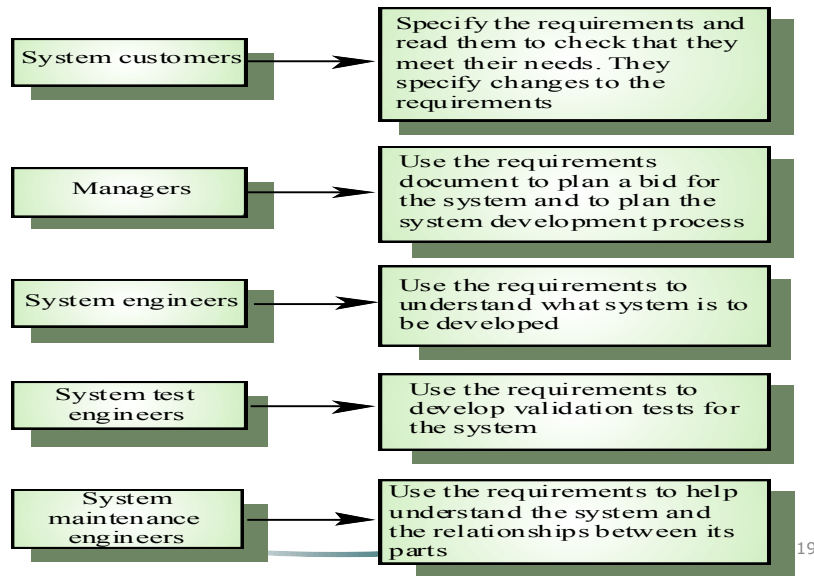 System customers
Specify the requirements and
read them to check that they
meet their needs. They
specify changes to the
requirements
Managers
Use the requirements
document to plan a bid for
the system and to plan the
system development process
System engineers
Use the requirements to
understand what system is to
be developed
System test
engineers
Use the requirements to
develop validation tests for
the system
System
maintenance
engineers
Use the requirements to help
understand the system and
the relationships between its
parts
19